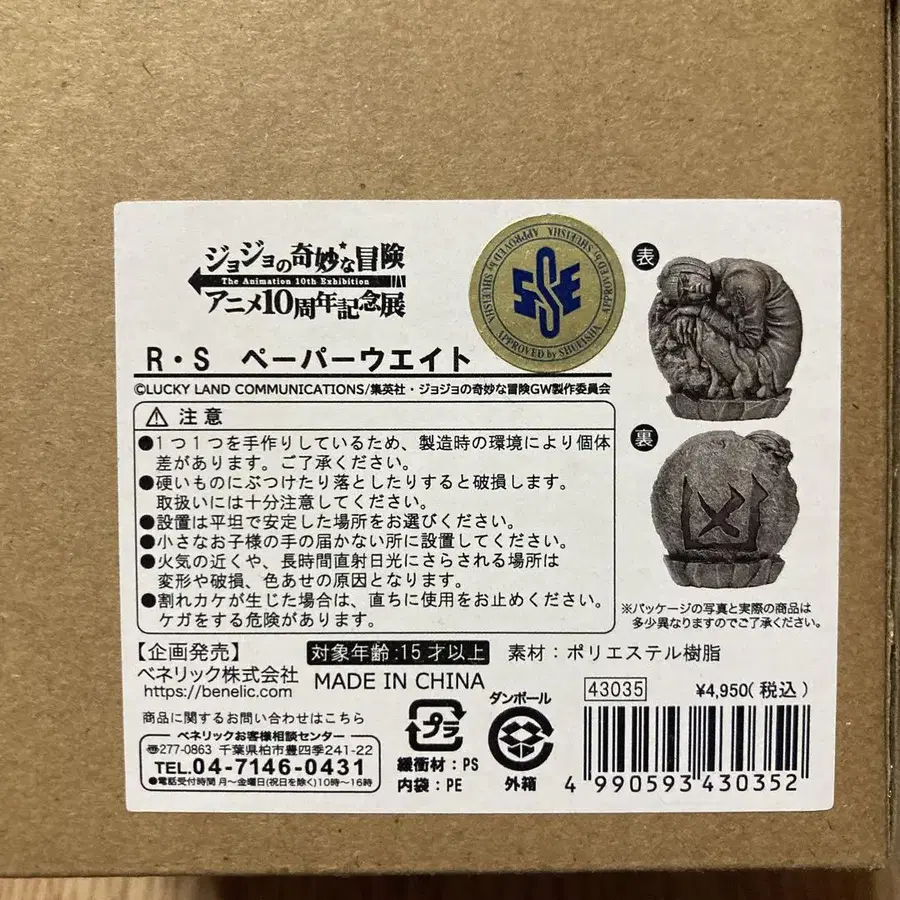 ジョジョの奇妙な冒険
The Animation 10th Exhibition
アニメ10周年記念展
APPROVED by SHUEISHA APPROVED by SHUEISHA APPROVED by SHUEISHA
SSE
R・S ペーパーウエイト
©LUCKY LAND COMMUNICATIONS/集英社・ジョジョの奇妙な冒険GW製作委員会
⚠ 注意
●1つ1つを手作りしているため、製造時の環境により個体
差があります。ご了承ください。
●硬いものにぶつけたり落としたりすると破損します。
取扱いには十分注意してください。
●設置は平坦で安定した場所をお選びください。
●小さなお子様の手の届かない所に設置してください。
●火気の近くや、長時間直射日光にさらされる場所は
変形や破損、色あせの原因となります。
●割れカケが生じた場合は、直ちに使用をお止めください。
ケガをする危険があります。
表
裏
※パッケージの写真と実際の商品は
多少異なりますのでご了承ください。
【企画発売】
ベネリック株式会社
https://benelic.com
対象年齢:15才以上 素材:ポリエステル樹脂
MADE IN CHINA
商品に関するお問い合わせはこちら
ベネリックお客様相談センター
〠277-0863 千葉県柏市豊四季241-22
TEL.04-7146-0431
●電話受付時間 月～金曜日(祝日を除く)10時～16時
プラ
緩衝材:PS
内袋:PE
ダンボール
外箱
43035
¥4,950(税込)
4 990593 430352